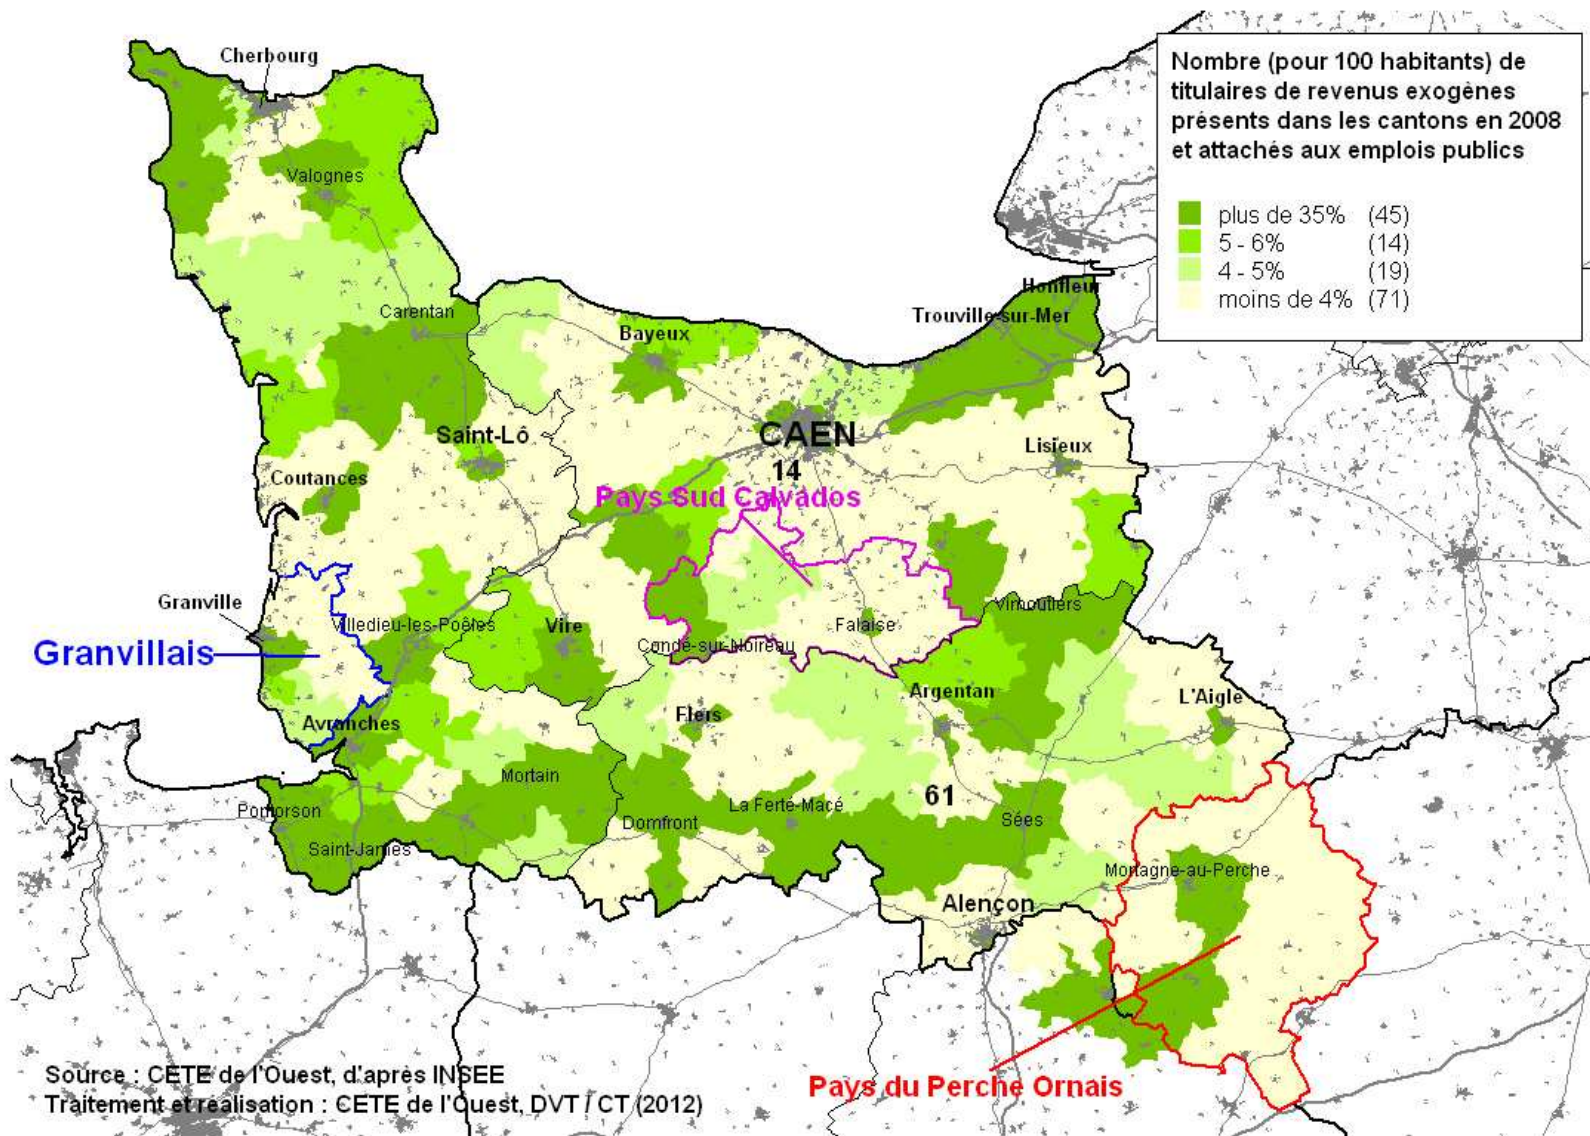 Nombre (pour 100 habitants) de
titulaires de revenus exogènes
présents dans les cantons en 2008
et attachés aux emplois publics
plus de 35% (45)
5 - 6% (14)
4 - 5% (19)
moins de 4% (71)
Cherbourg
Valognes
Carentan
Honfleur
Trouville-sur-Mer
Bayeux
Saint-Lô
CAEN
14
Lisieux
Coutances
Pays Sud Calvados
Granville
Villedieu-les-Poëles
Vire
Vimoutiers
Falaise
Condé-sur-Noireau
Granvillais
Argentan
L'Aigle
Avranches
Flers
Mortain
61
La Ferté-Macé
Pontorson
Domfront
Sées
Saint-James
Mortagne-au-Perche
Alençon
Pays du Perche Ornais
Source : CETE de l'Ouest, d'après INSEE
Traitement et réalisation : CETE de l'Ouest, DVT / CT (2012)